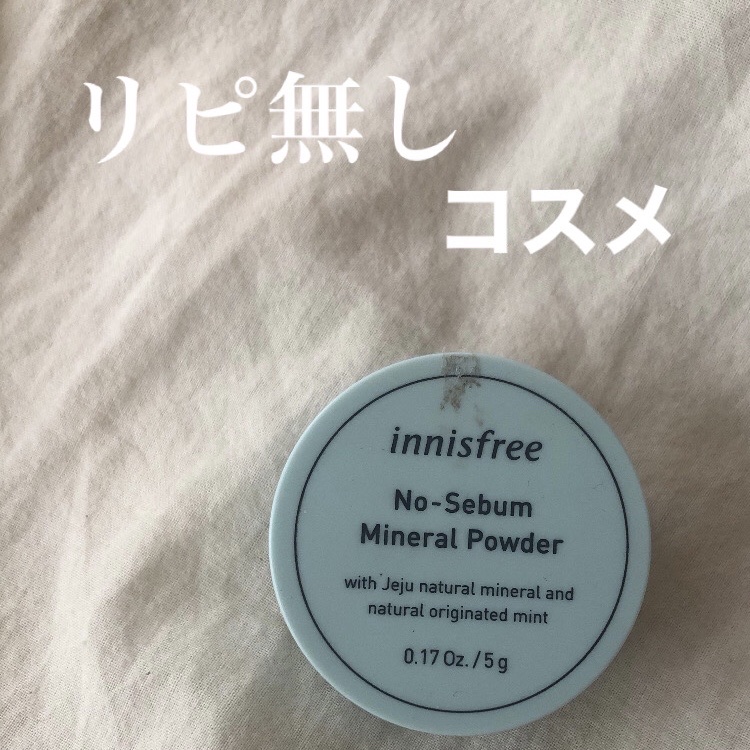 リピ無し
コスメ
innisfree
No-Sebum
Mineral Powder
with Jeju natural mineral and
natural originated mint
0.17 Oz. / 5 g